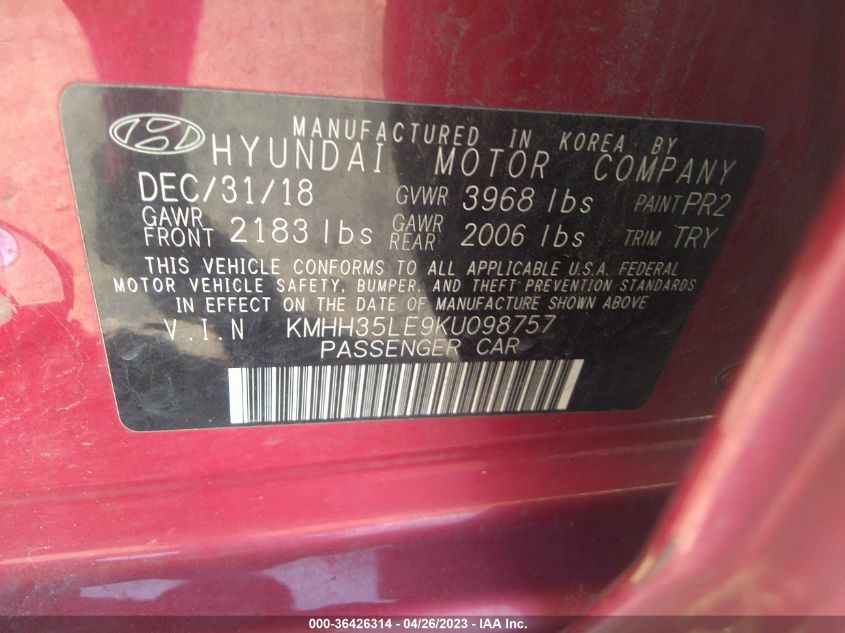 MANUFACTURED IN KOREA BY
HYUNDAI MOTOR COMPANY
DEC/31/18 GVWR 3968 lbs PAINT PR2
GAWR FRONT 2183 lbs GAWR REAR 2006 lbs TRIM TRY
THIS VEHICLE CONFORMS TO ALL APPLICABLE U.S.A. FEDERAL
MOTOR VEHICLE SAFETY, BUMPER, AND THEFT PREVENTION STANDARDS
IN EFFECT ON THE DATE OF MANUFACTURE SHOWN ABOVE
V.I.N KMHH35LE9KU098757
PASSENGER CAR
000-36426314 - 04/26/2023 - IAA Inc.